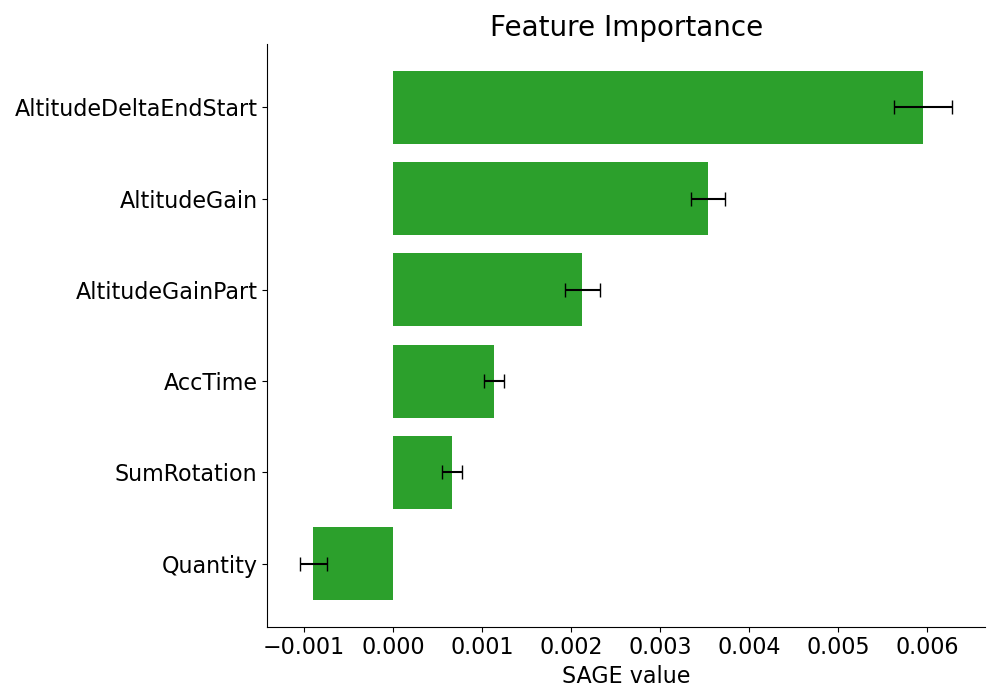 Feature Importance
AltitudeDeltaEndStart
AltitudeGain
AltitudeGainPart
AccTime
SumRotation
Quantity
−0.001 0.000 0.001 0.002 0.003 0.004 0.005 0.006
SAGE value